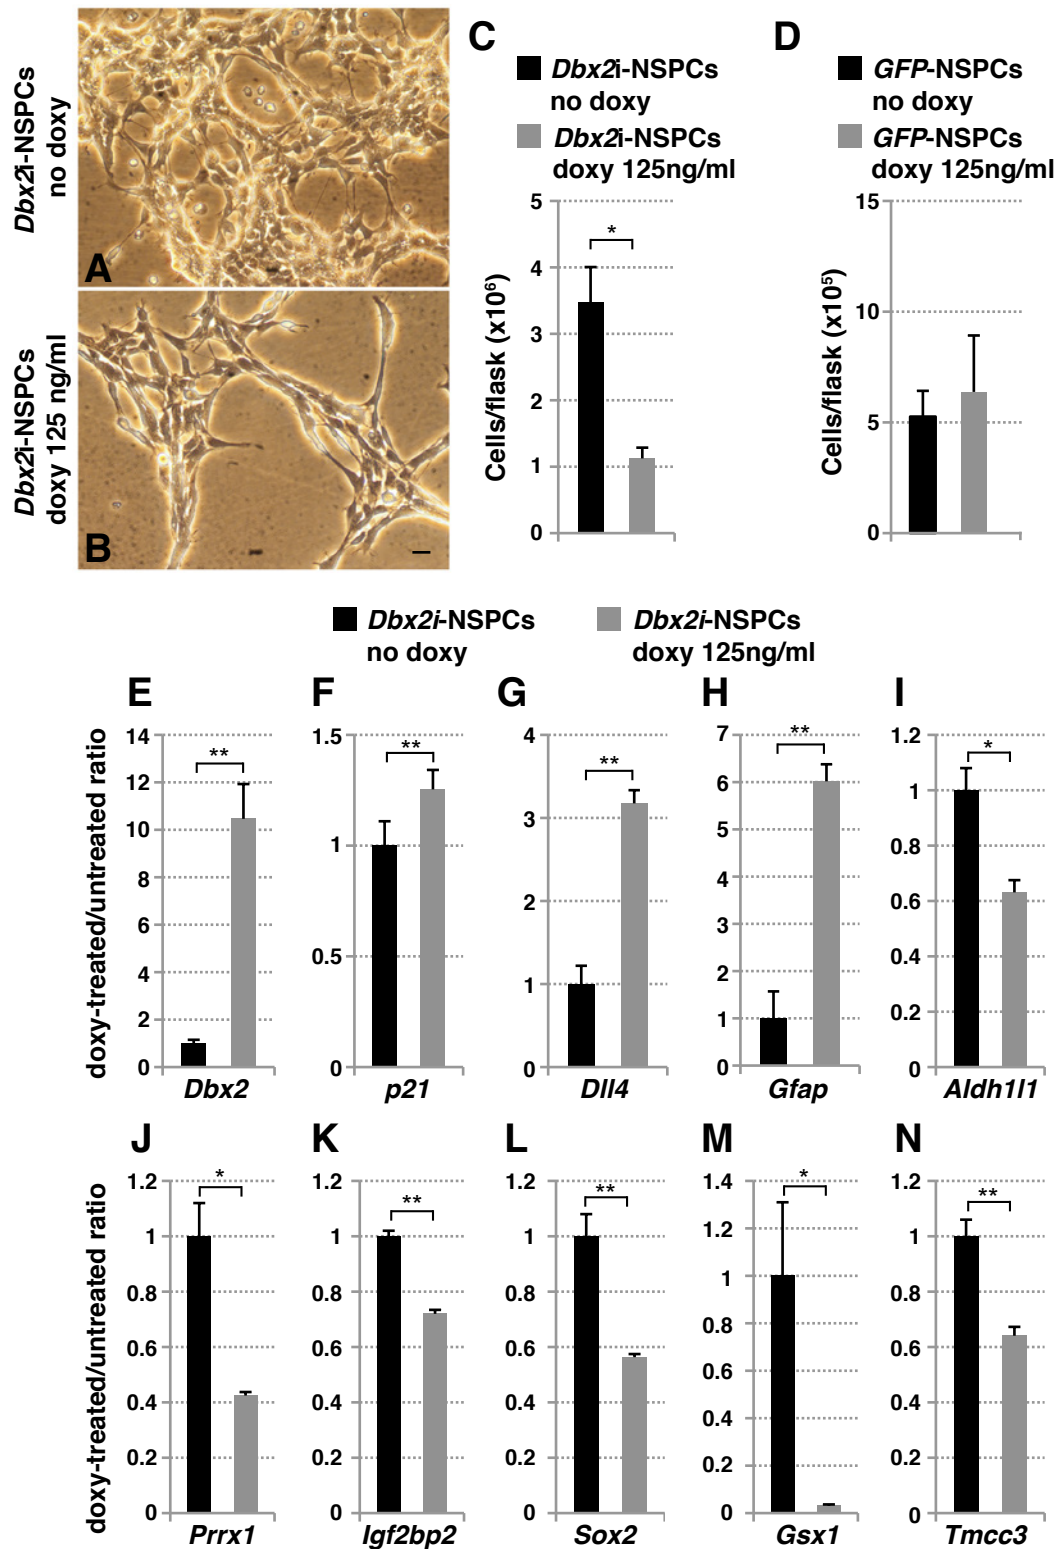 Dbx2i-NSPCs
no doxy
A
Dbx2i-NSPCs
doxy 125 ng/ml
B
C
Dbx2i-NSPCs
no doxy
Dbx2i-NSPCs
doxy 125ng/ml
Cells/flask (x10⁶)
5
4
3
2
1
0
*
D
GFP-NSPCs
no doxy
GFP-NSPCs
doxy 125ng/ml
Cells/flask (x10⁵)
15
10
5
0
Dbx2i-NSPCs
no doxy
Dbx2i-NSPCs
doxy 125ng/ml
doxy-treated/untreated ratio
E
14
12
10
8
6
4
2
0
**
Dbx2
F
1.5
1
0.5
0
**
p21
G
4
3
2
1
0
**
Dll4
H
7
6
5
4
3
2
1
0
**
Gfap
I
1.2
1
0.8
0.6
0.4
0.2
0
*
Aldh1l1
doxy-treated/untreated ratio
J
1.2
1
0.8
0.6
0.4
0.2
0
*
Prrx1
K
1.2
1
0.8
0.6
0.4
0.2
0
**
Igf2bp2
L
1.2
1
0.8
0.6
0.4
0.2
0
**
Sox2
M
1.4
1.2
1
0.8
0.6
0.4
0.2
0
*
Gsx1
N
1.2
1
0.8
0.6
0.4
0.2
0
**
Tmcc3